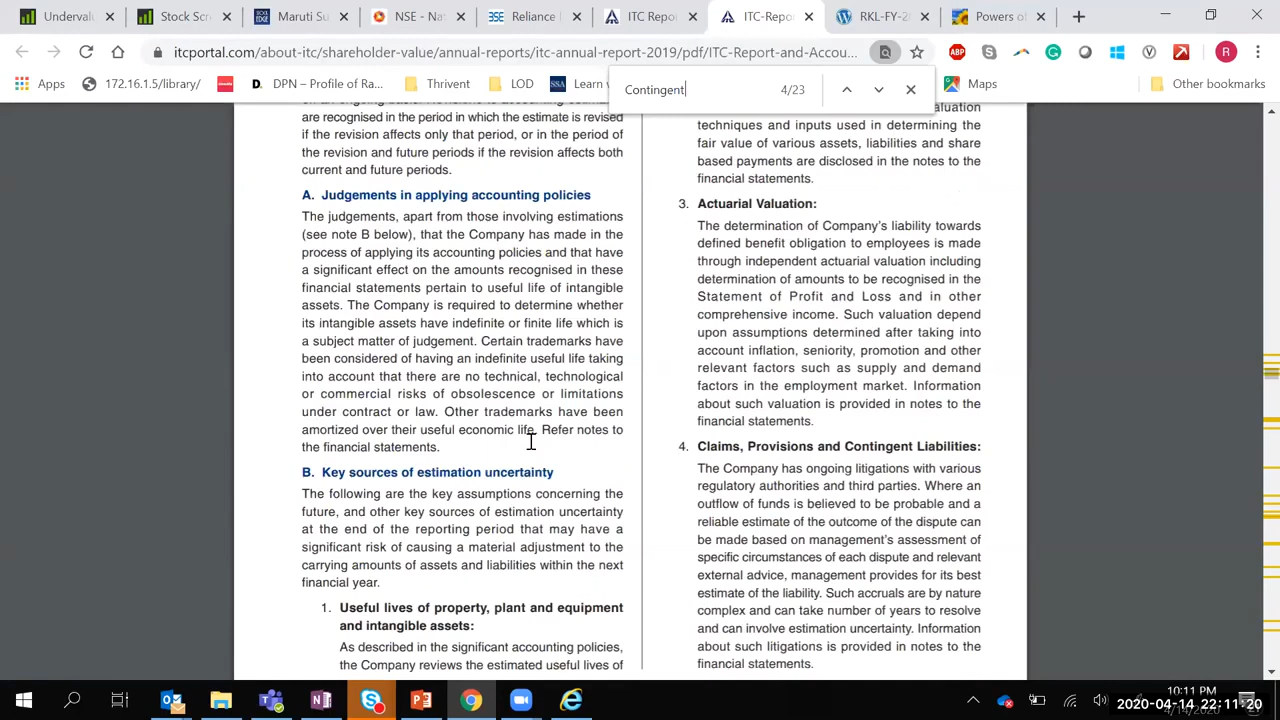 Underval
Stock Scr
Maruti Su
NSE - Nat
Reliance
ITC Repor
ITC-Repor
RKL-FY-2
Powers of
itcportal.com/about-itc/shareholder-value/annual-reports/itc-annual-report-2019/pdf/ITC-Report-and-Accou...
Apps
172.16.1.5/library/
DPN – Profile of Ra...
Thrivent
LOD
Learn
Contingent
4/23
Maps
Other bookmarks
are recognised in the period in which the estimate is revised
if the revision affects only that period, or in the period of
the revision and future periods if the revision affects both
current and future periods.
A. Judgements in applying accounting policies
The judgements, apart from those involving estimations
(see note B below), that the Company has made in the
process of applying its accounting policies and that have
a significant effect on the amounts recognised in these
financial statements pertain to useful life of intangible
assets. The Company is required to determine whether
its intangible assets have indefinite or finite life which is
a subject matter of judgement. Certain trademarks have
been considered of having an indefinite useful life taking
into account that there are no technical, technological
or commercial risks of obsolescence or limitations
under contract or law. Other trademarks have been
amortized over their useful economic life. Refer notes to
the financial statements.
B. Key sources of estimation uncertainty
The following are the key assumptions concerning the
future, and other key sources of estimation uncertainty
at the end of the reporting period that may have a
significant risk of causing a material adjustment to the
carrying amounts of assets and liabilities within the next
financial year.
1. Useful lives of property, plant and equipment
and intangible assets:
As described in the significant accounting policies,
the Company reviews the estimated useful lives of
valuation
techniques and inputs used in determining the
fair value of various assets, liabilities and share
based payments are disclosed in the notes to the
financial statements.
3. Actuarial Valuation:
The determination of Company's liability towards
defined benefit obligation to employees is made
through independent actuarial valuation including
determination of amounts to be recognised in the
Statement of Profit and Loss and in other
comprehensive income. Such valuation depend
upon assumptions determined after taking into
account inflation, seniority, promotion and other
relevant factors such as supply and demand
factors in the employment market. Information
about such valuation is provided in notes to the
financial statements.
4. Claims, Provisions and Contingent Liabilities:
The Company has ongoing litigations with various
regulatory authorities and third parties. Where an
outflow of funds is believed to be probable and a
reliable estimate of the outcome of the dispute can
be made based on management's assessment of
specific circumstances of each dispute and relevant
external advice, management provides for its best
estimate of the liability. Such accruals are by nature
complex and can take number of years to resolve
and can involve estimation uncertainty. Information
about such litigations is provided in notes to the
financial statements.
10:11 PM
2020-04-14 22:11:20